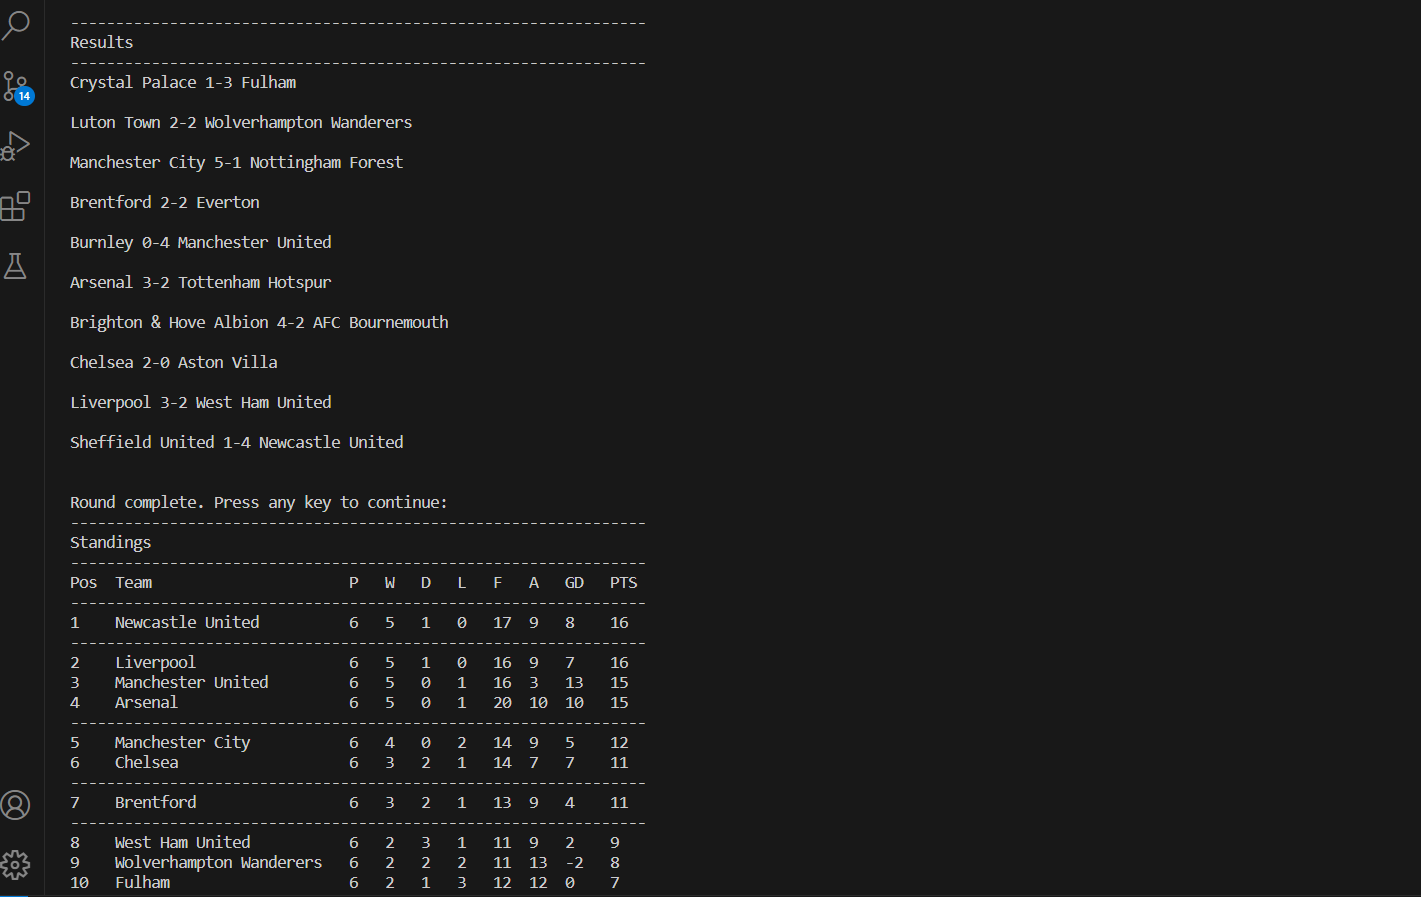 ----------------------------------------------------------------
Results
----------------------------------------------------------------
Crystal Palace 1-3 Fulham
Luton Town 2-2 Wolverhampton Wanderers
Manchester City 5-1 Nottingham Forest
Brentford 2-2 Everton
Burnley 0-4 Manchester United
Arsenal 3-2 Tottenham Hotspur
Brighton & Hove Albion 4-2 AFC Bournemouth
Chelsea 2-0 Aston Villa
Liverpool 3-2 West Ham United
Sheffield United 1-4 Newcastle United
Round complete. Press any key to continue:
----------------------------------------------------------------
Standings
----------------------------------------------------------------
Pos  Team                      P   W   D   L   F   A   GD   PTS
----------------------------------------------------------------
1    Newcastle United          6   5   1   0   17  9   8    16
----------------------------------------------------------------
2    Liverpool                 6   5   1   0   16  9   7    16
3    Manchester United         6   5   0   1   16  3   13   15
4    Arsenal                   6   5   0   1   20  10  10   15
----------------------------------------------------------------
5    Manchester City           6   4   0   2   14  9   5    12
6    Chelsea                   6   3   2   1   14  7   7    11
----------------------------------------------------------------
7    Brentford                 6   3   2   1   13  9   4    11
----------------------------------------------------------------
8    West Ham United           6   2   3   1   11  9   2    9
9    Wolverhampton Wanderers   6   2   2   2   11  13  -2   8
10   Fulham                    6   2   1   3   12  12  0    7
14